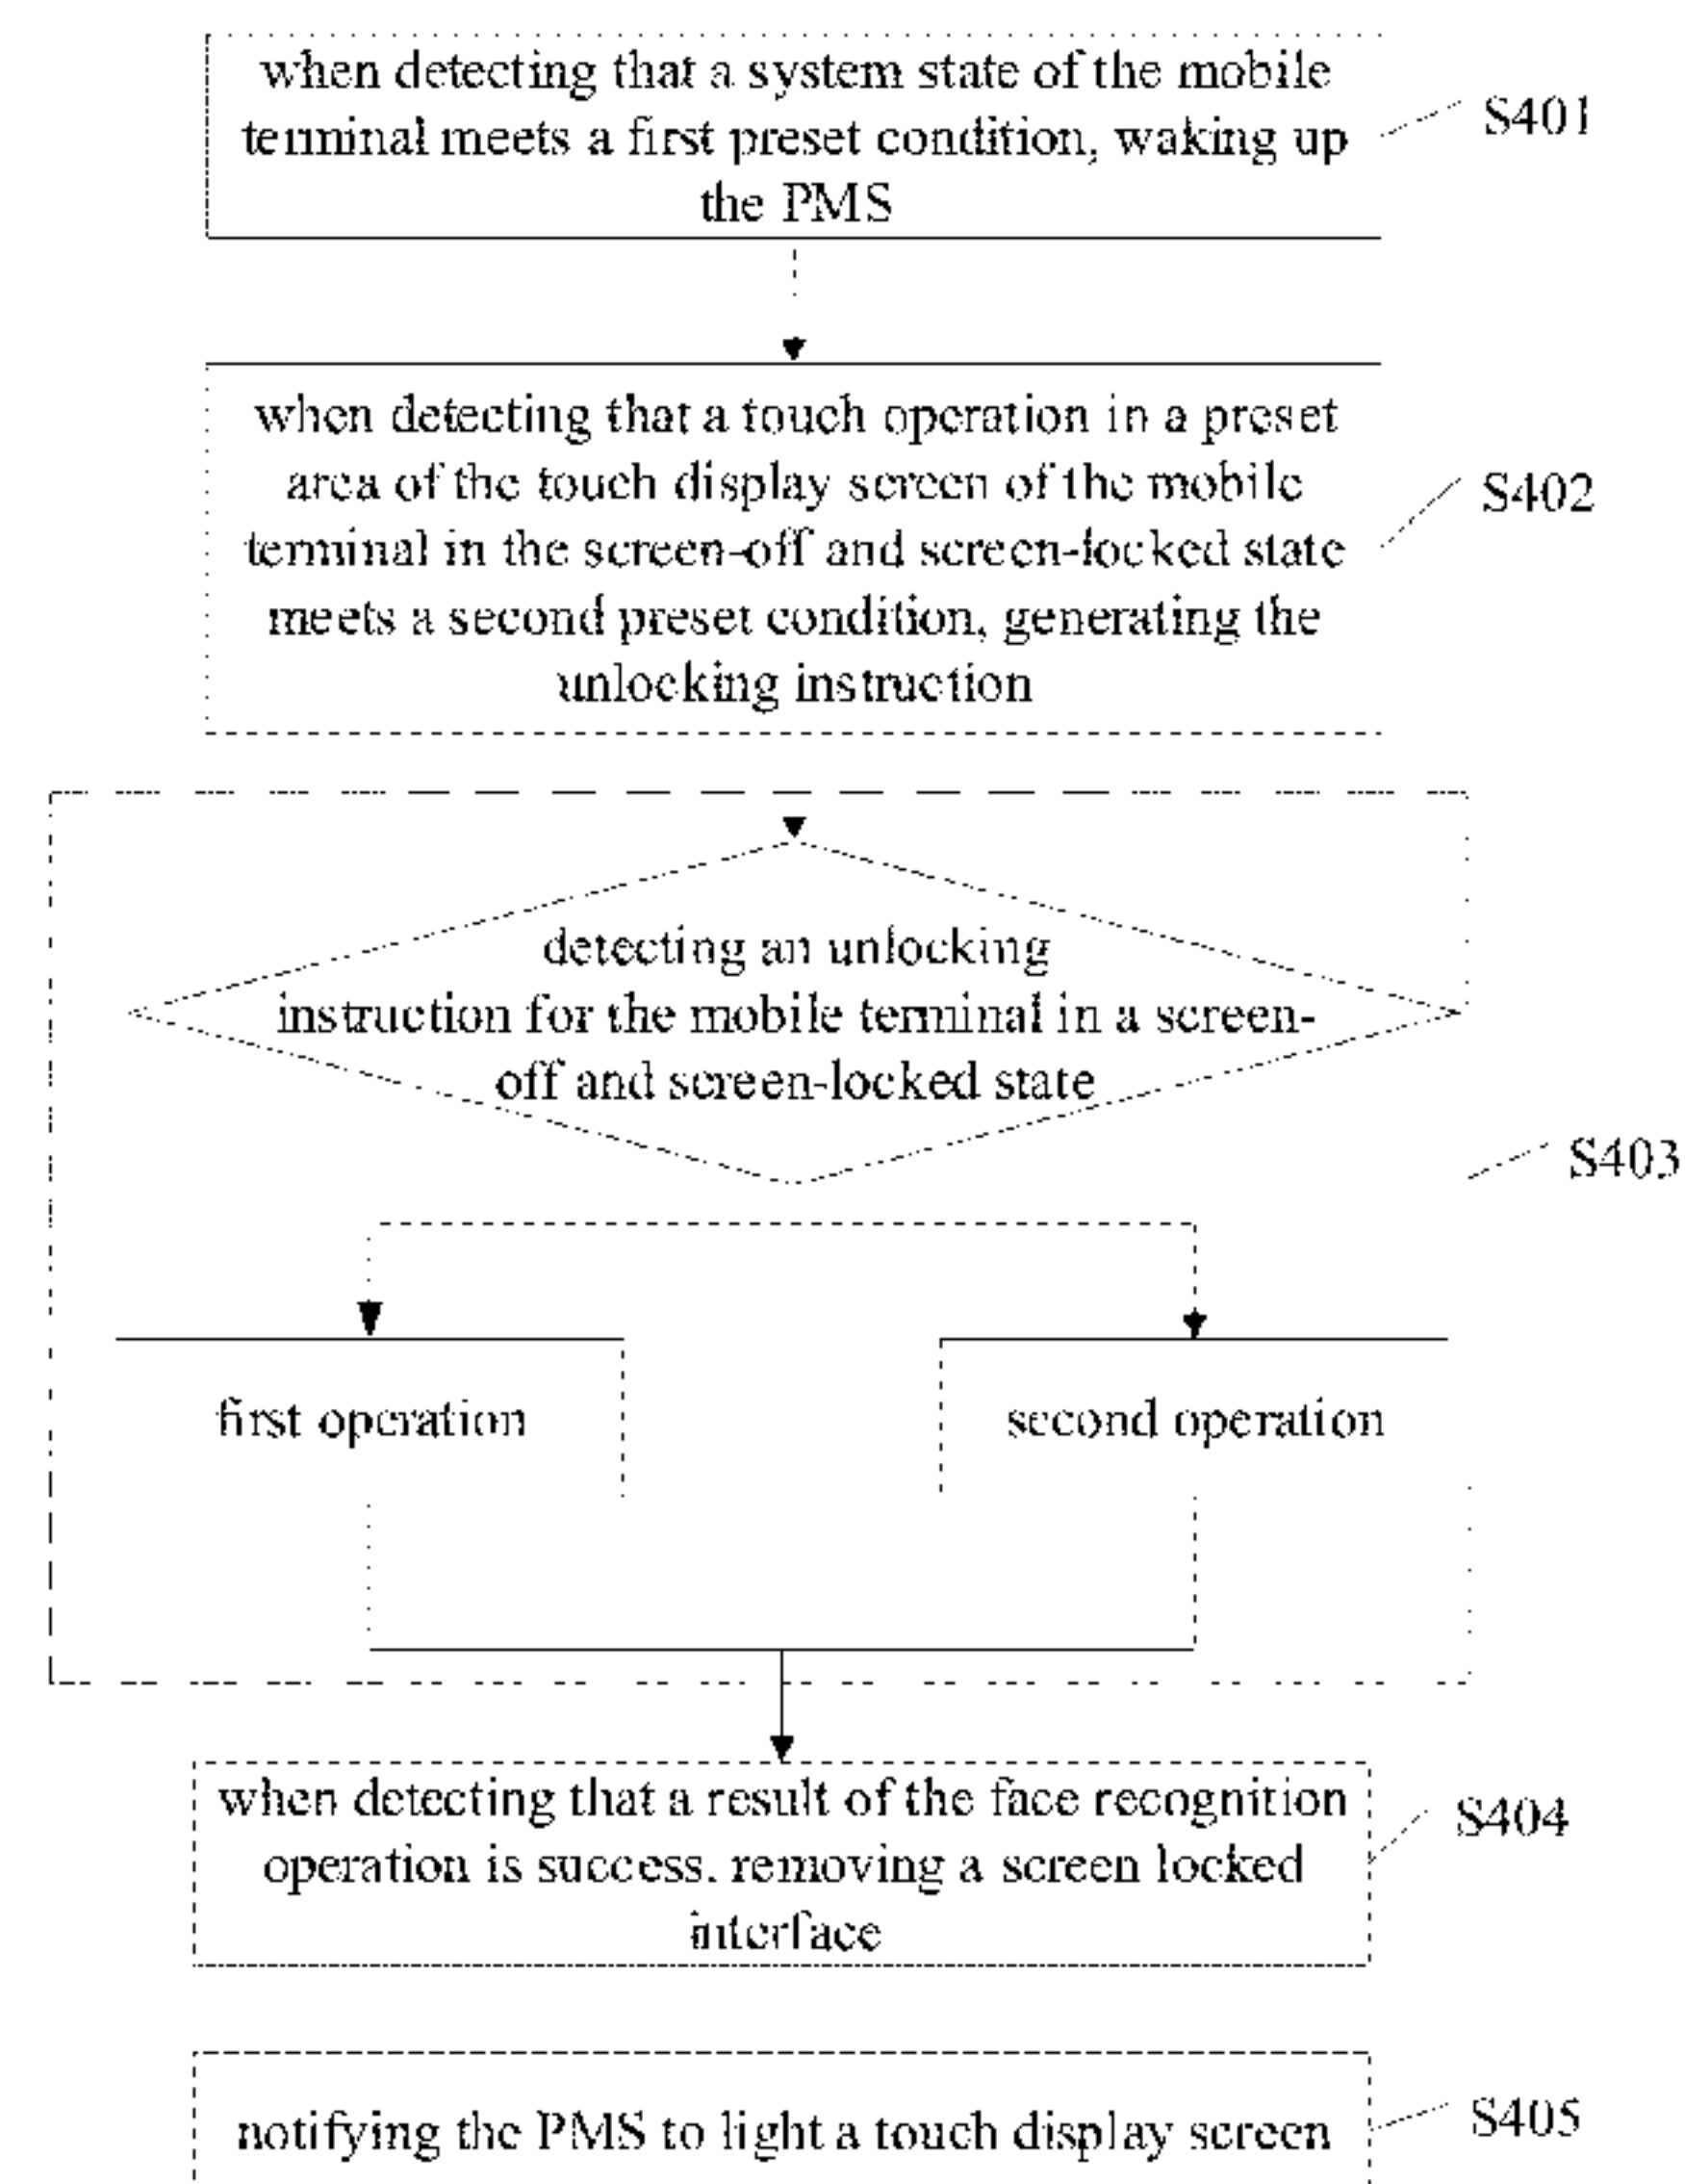 when detecting that a system state of the mobile
terminal meets a first preset condition, waking up
the PMS
S401
when detecting that a touch operation in a preset
area of the touch display screen of the mobile
terminal in the screen-off and screen-locked state
meets a second preset condition, generating the
unlocking instruction
S402
detecting an unlocking
instruction for the mobile terminal in a screen-
off and screen-locked state
S403
first operation
second operation
when detecting that a result of the face recognition
operation is success, removing a screen locked
interface
S404
notifying the PMS to light a touch display screen
S405